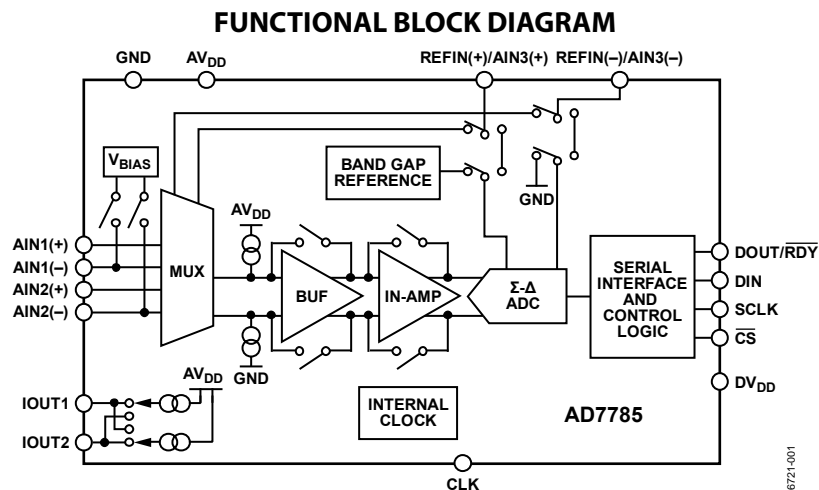 FUNCTIONAL BLOCK DIAGRAM
GND
AVDD
REFIN(+)/AIN3(+)
REFIN(–)/AIN3(–)
VBIAS
BAND GAP
REFERENCE
GND
AVDD
AIN1(+)
AIN1(–)
AIN2(+)
AIN2(–)
MUX
BUF
IN-AMP
Σ-Δ
ADC
SERIAL
INTERFACE
AND
CONTROL
LOGIC
DOUT/RDY
DIN
SCLK
CS
DVDD
GND
AVDD
IOUT1
IOUT2
INTERNAL
CLOCK
AD7785
CLK
6721-001